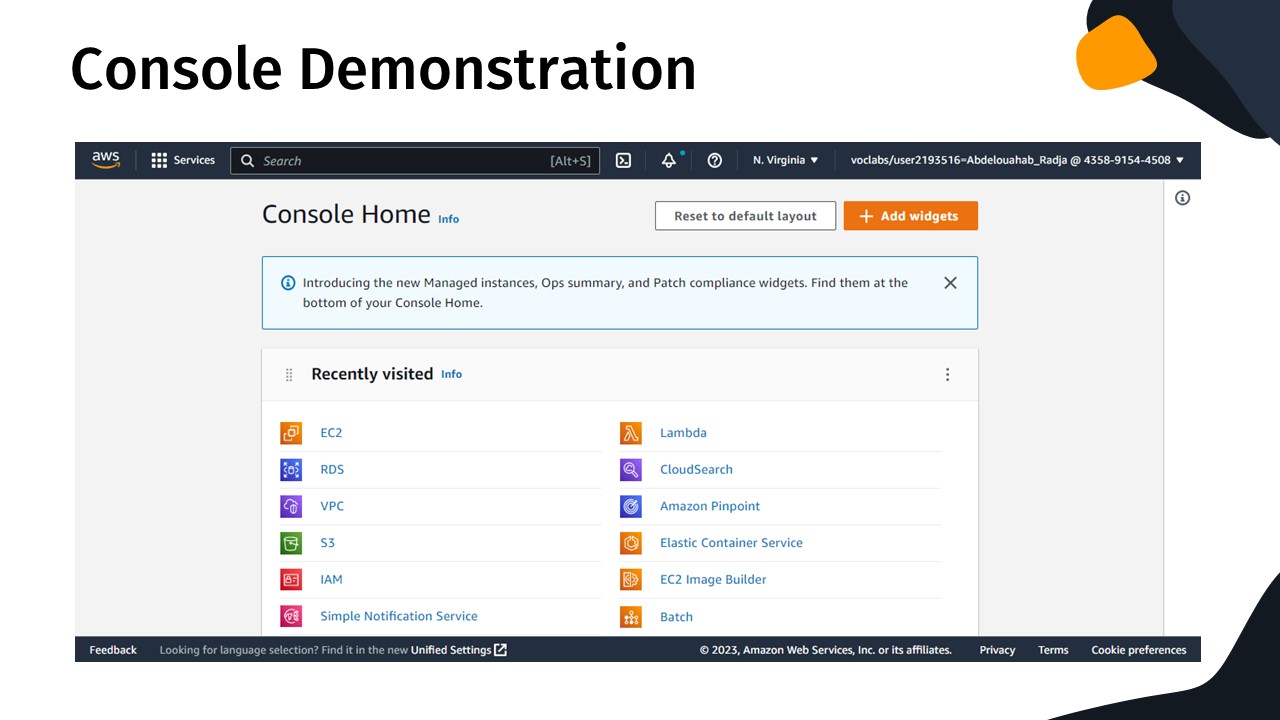 Console Demonstration
aws Services Search [Alt+S] N. Virginia voclabs/user2193516=Abdelouahab_Radja @ 4358-9154-4508
Console Home Info Reset to default layout Add widgets
Introducing the new Managed instances, Ops summary, and Patch compliance widgets. Find them at the
bottom of your Console Home.
Recently visited Info
EC2 Lambda
RDS CloudSearch
VPC Amazon Pinpoint
S3 Elastic Container Service
IAM EC2 Image Builder
Simple Notification Service Batch
Feedback Looking for language selection? Find it in the new Unified Settings © 2023, Amazon Web Services, Inc. or its affiliates. Privacy Terms Cookie preferences